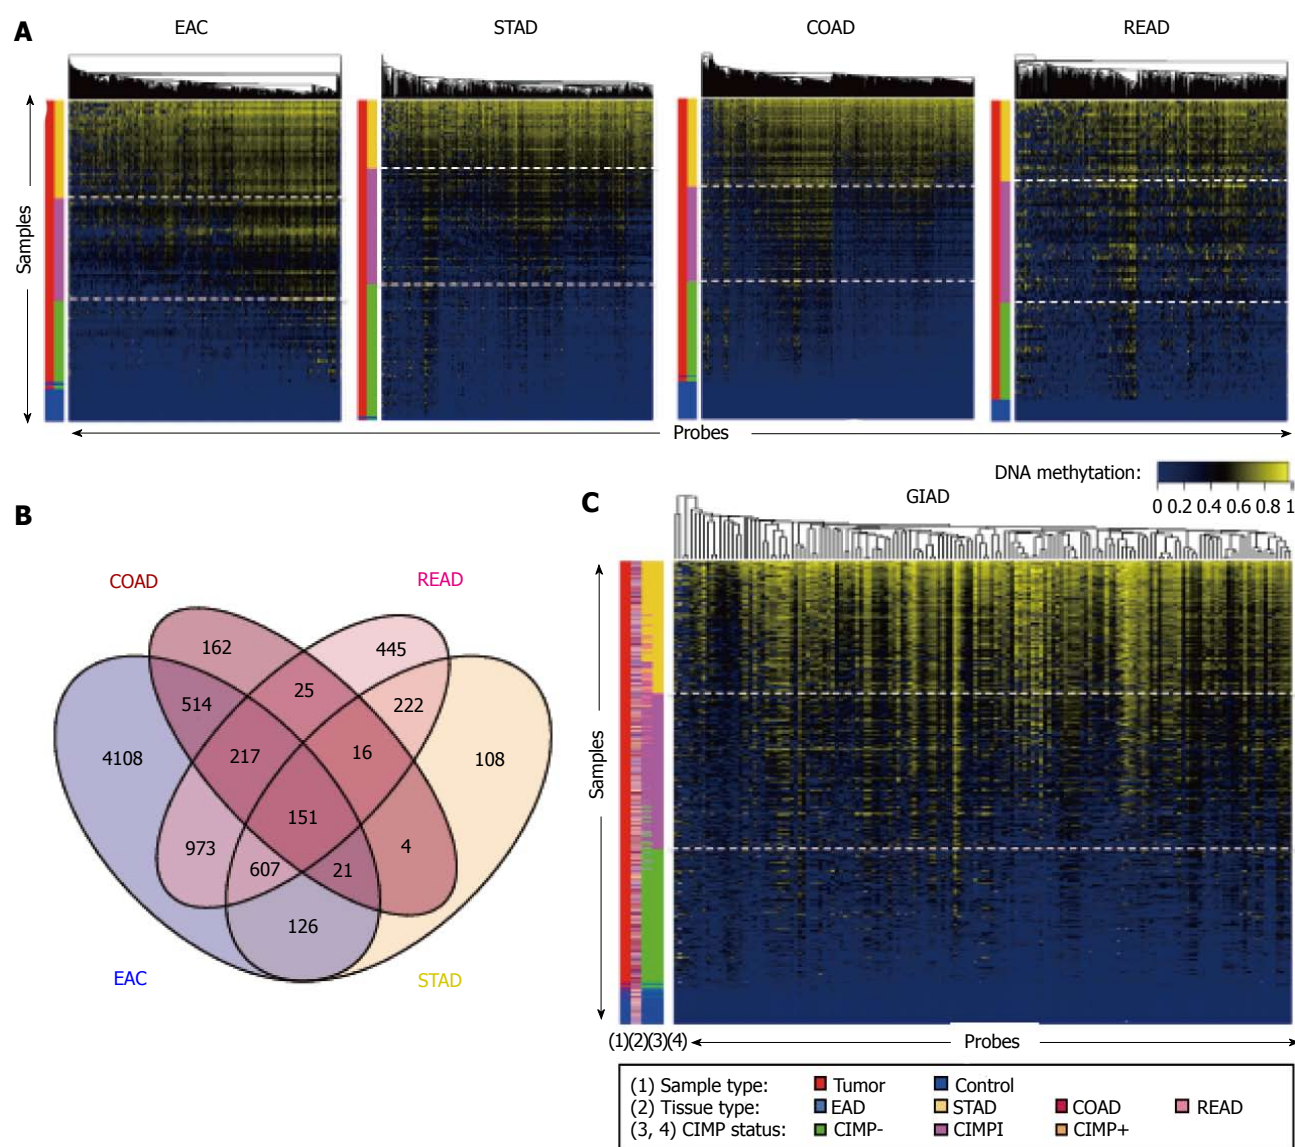 A
EAC
STAD
COAD
READ
Samples
Probes
DNA methytation:
0 0.2 0.4 0.6 0.8 1
B
COAD
READ
162
445
25
514
222
4108
217
16
108
151
973
607
21
4
126
EAC
STAD
C
GIAD
Samples
(1)(2)(3)(4)
Probes
(1) Sample type: Tumor Control
(2) Tissue type: EAD STAD COAD READ
(3, 4) CIMP status: CIMP- CIMPI CIMP+